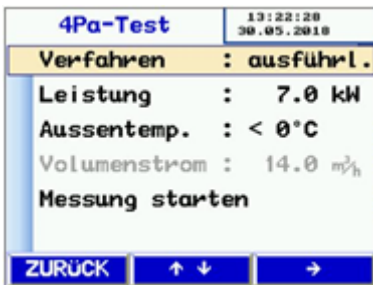 4Pa-Test
13:22:28
30.05.2018
Verfahren : ausführl.
Leistung : 7.0 kW
Aussentemp. : < 0°C
Volumenstrom : 14.0 m³/h
Messung starten
ZURÜCK ↑ ↓ →